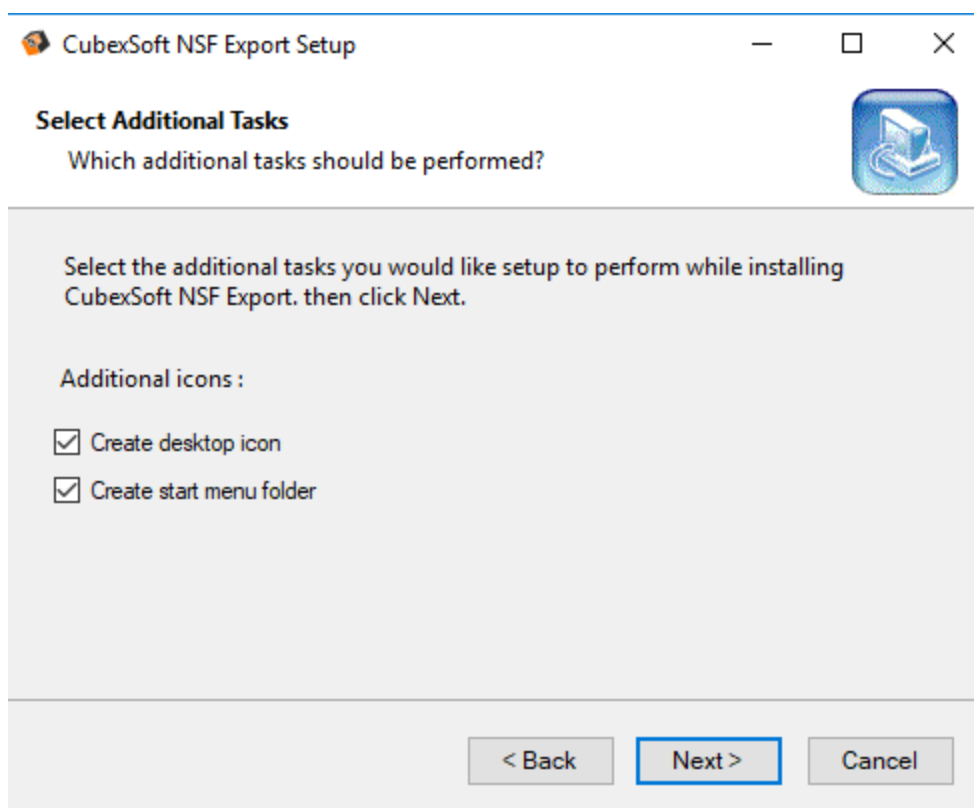 CubexSoft NSF Export Setup
Select Additional Tasks
Which additional tasks should be performed?
Select the additional tasks you would like setup to perform while installing
CubexSoft NSF Export. then click Next.
Additional icons :
Create desktop icon
Create start menu folder
< Back
Next >
Cancel